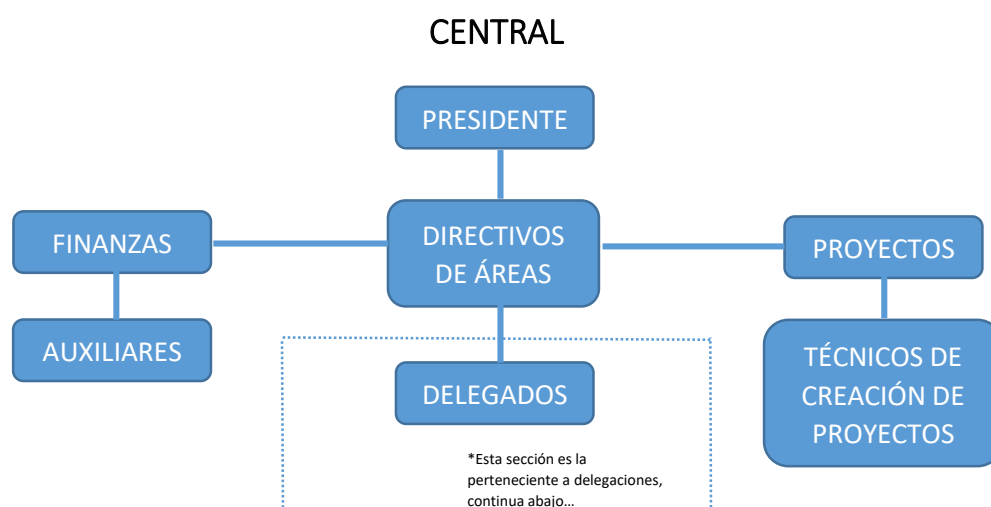 CENTRAL
PRESIDENTE
FINANZAS
DIRECTIVOS
DE ÁREAS
PROYECTOS
AUXILIARES
DELEGADOS
TÉCNICOS DE
CREACIÓN DE
PROYECTOS
*Esta sección es la
perteneciente a delegaciones,
continua abajo…